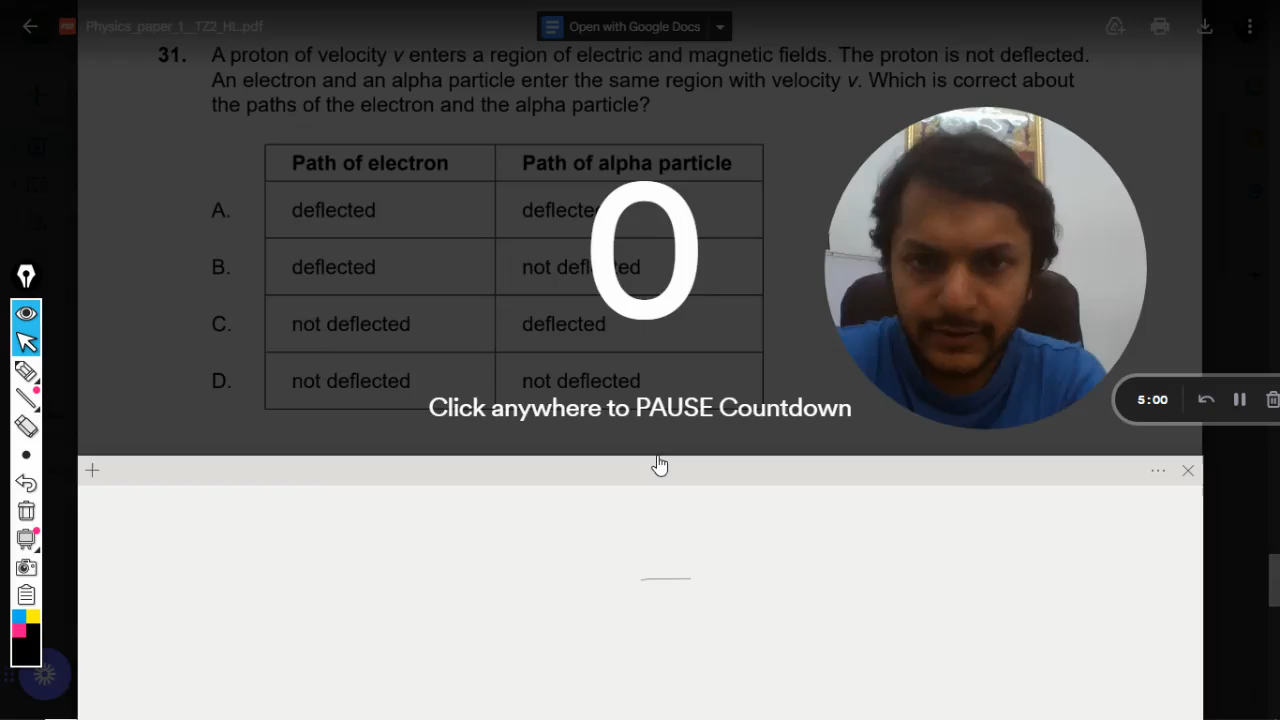 Physics_paper_1__TZ2_HL.pdf
Open with Google Docs
31. A proton of velocity v enters a region of electric and magnetic fields. The proton is not deflected.
An electron and an alpha particle enter the same region with velocity v. Which is correct about
the paths of the electron and the alpha particle?
Path of electron Path of alpha particle
A. deflected deflected
B. deflected not deflected
C. not deflected deflected
D. not deflected not deflected
0
Click anywhere to PAUSE Countdown
5:00